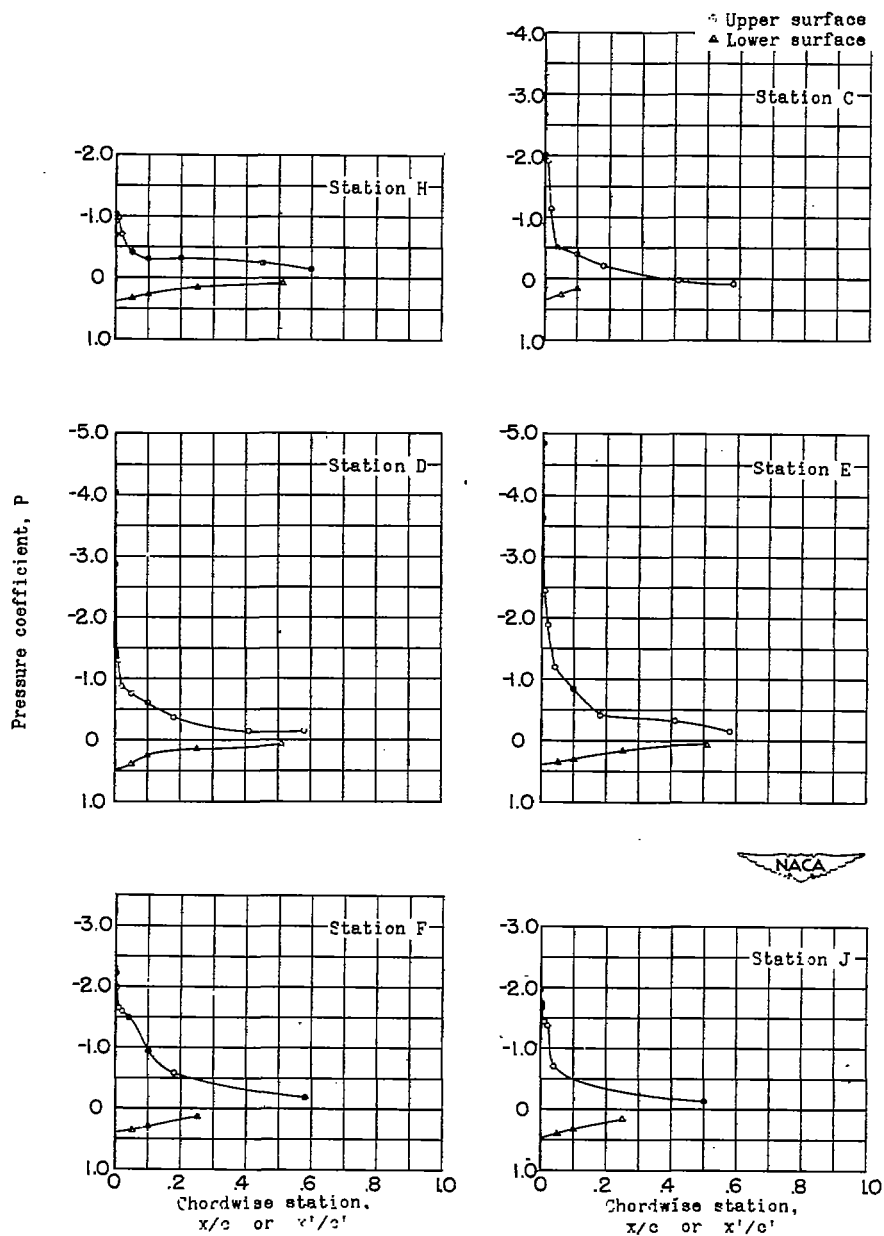 Upper surface
Lower surface
-4.0
-3.0
Station C
-2.0
-1.0
0
1.0
-2.0
Station H
-1.0
0
1.0
Pressure coefficient, P
-5.0
Station D
-4.0
-3.0
-2.0
-1.0
0
1.0
-5.0
Station E
-4.0
-3.0
-2.0
-1.0
0
1.0
NACA
-3.0
Station F
-2.0
-1.0
0
1.0
0 .2 .4 .6 .8 1.0
Chordwise station,
x/c or x'/c'
-3.0
Station J
-2.0
-1.0
0
1.0
0 .2 .4 .6 .8 1.0
Chordwise station,
x/c or x'/c'